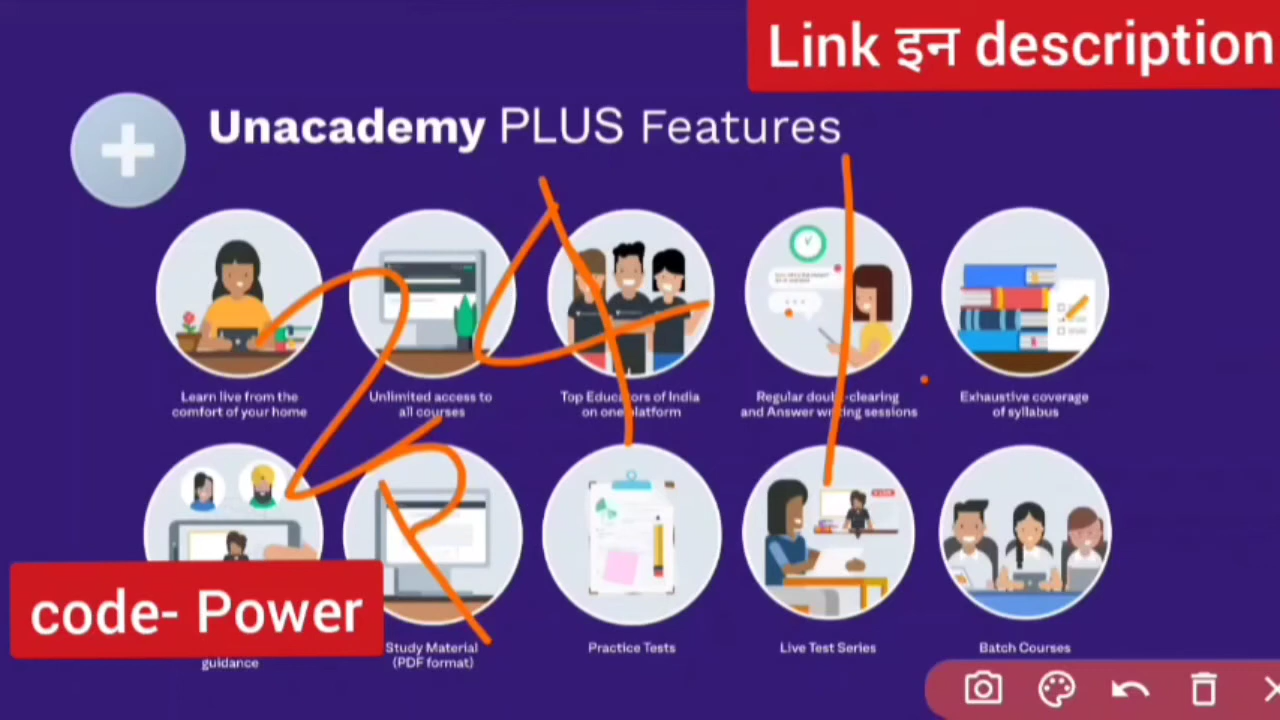 Link इन description
Unacademy PLUS Features
Learn live from the
comfort of your home
Unlimited access to
all courses
Top Educators of India
on one platform
Regular doubt-clearing
and Answer writing sessions
Exhaustive coverage
of syllabus
code- Power
guidance
Study Material
(PDF format)
Practice Tests
Live Test Series
Batch Courses